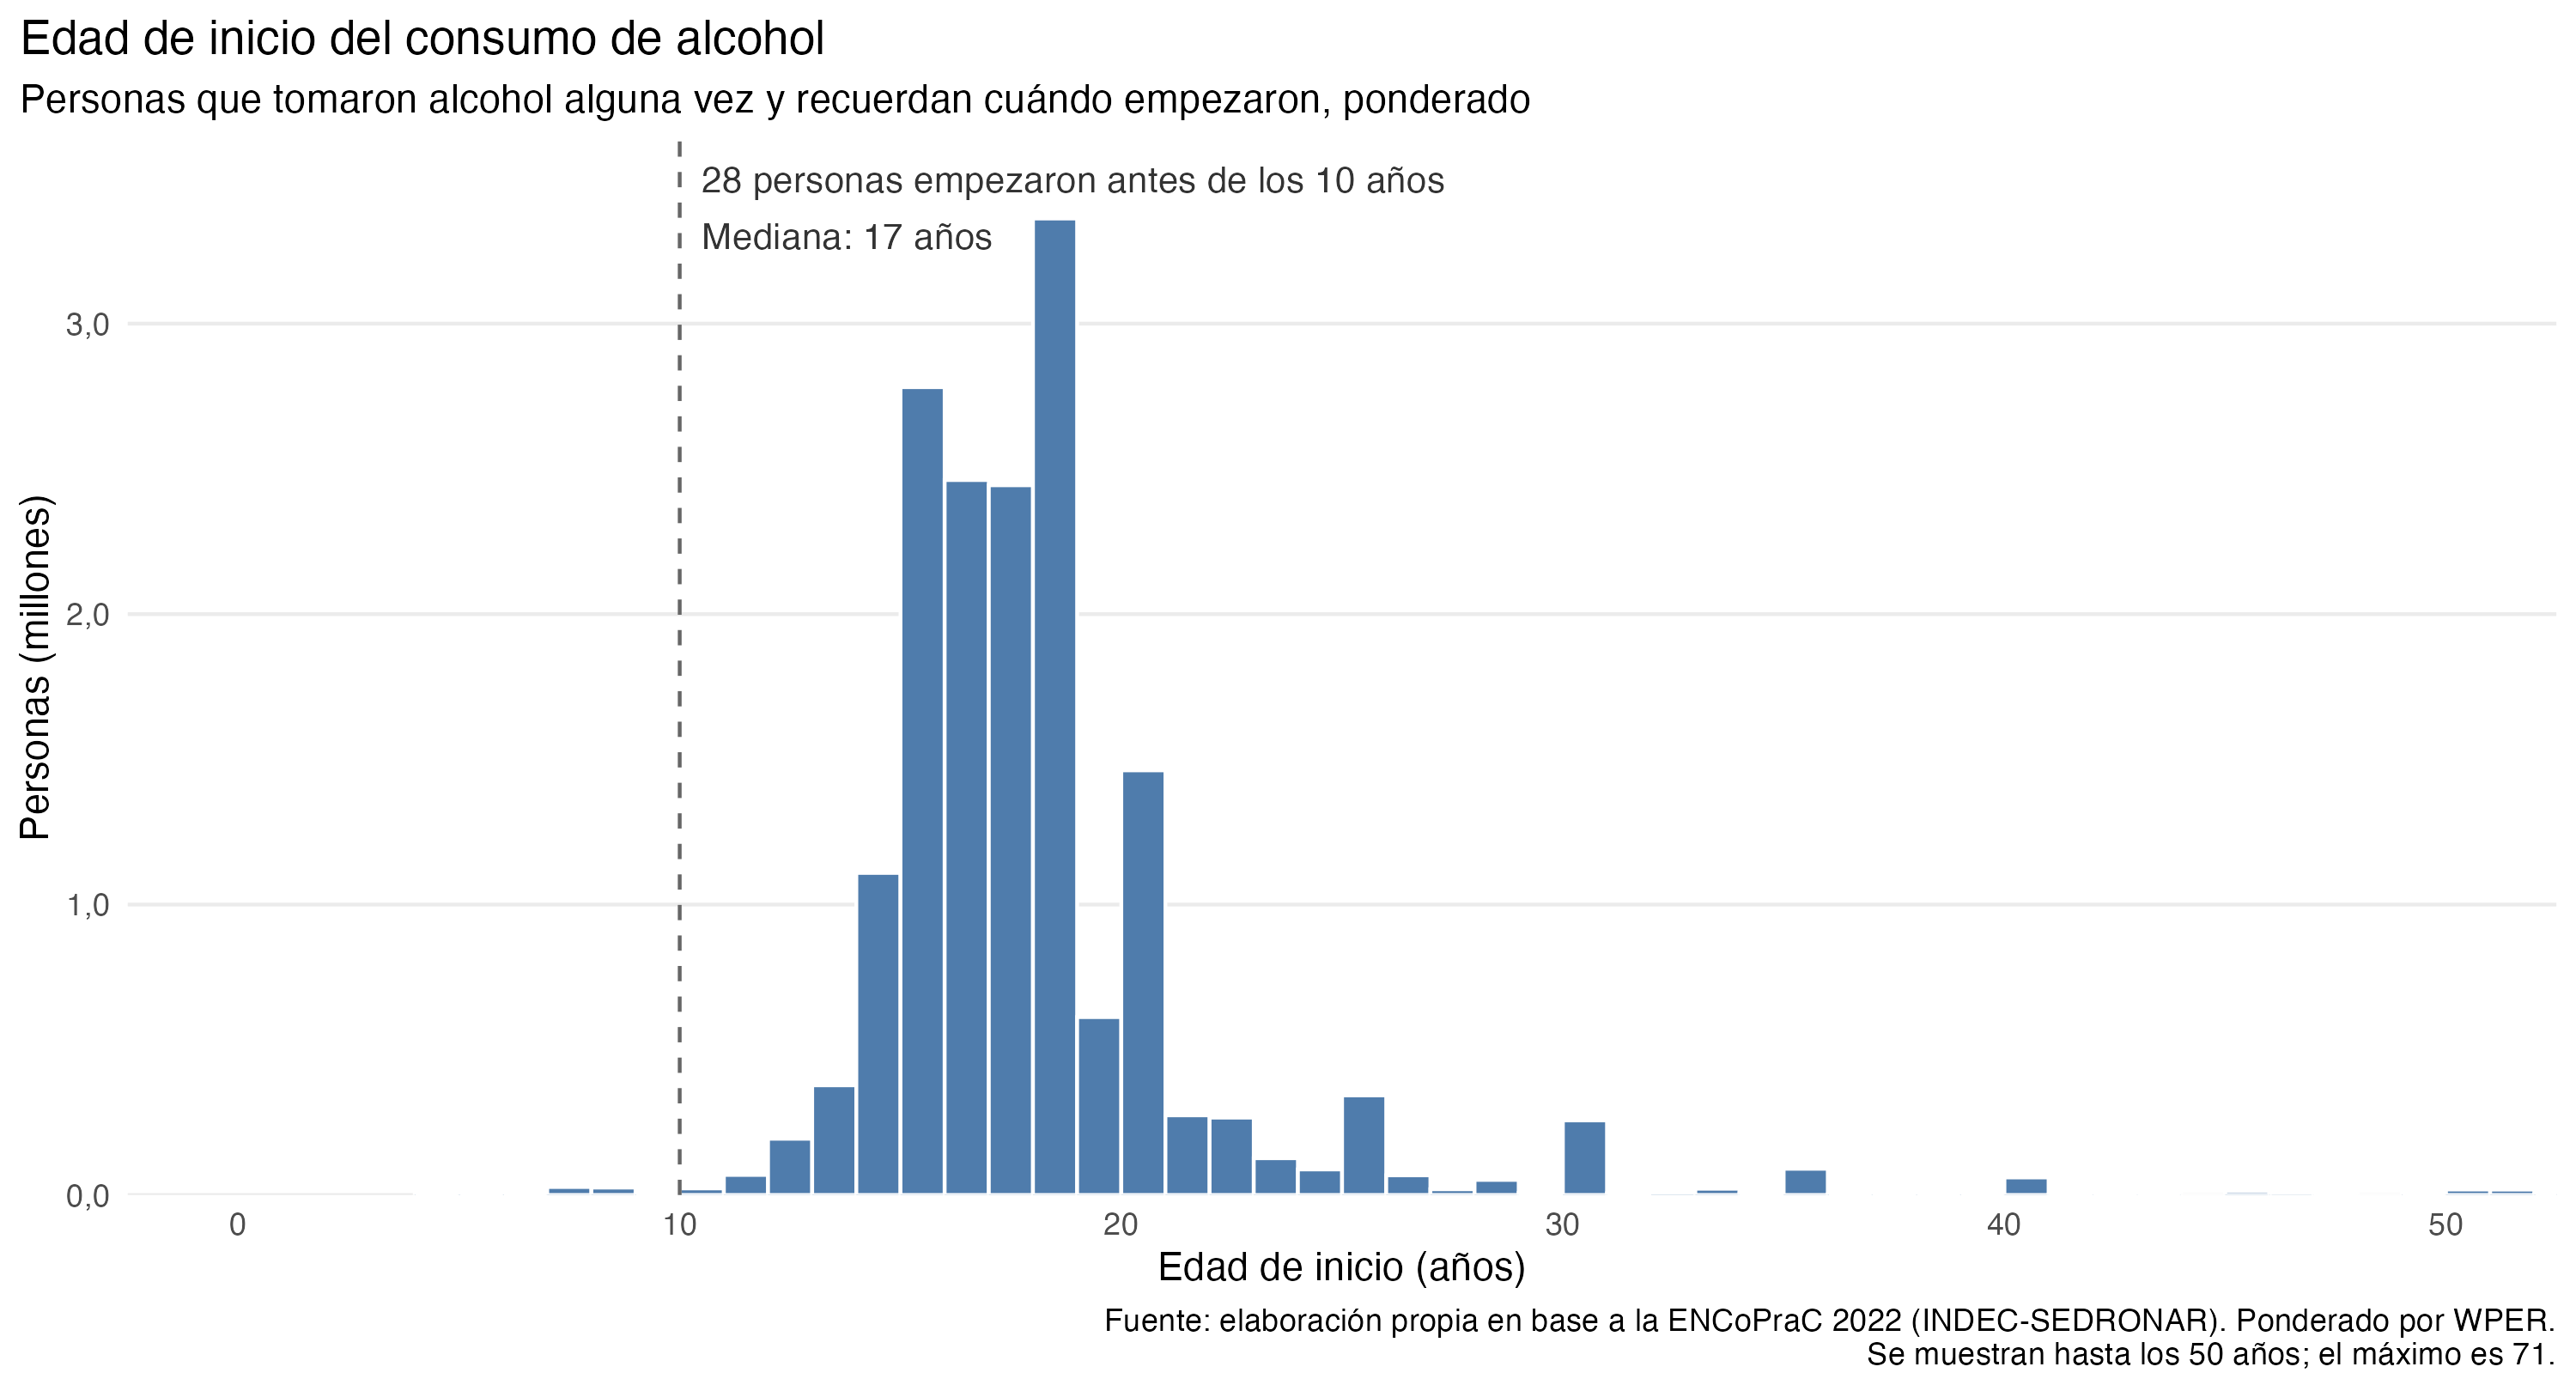 Edad de inicio del consumo de alcohol
Personas que tomaron alcohol alguna vez y recuerdan cuándo empezaron, ponderado
28 personas empezaron antes de los 10 años
Mediana: 17 años
Personas (millones)
3,0
2,0
1,0
0,0
0 10 20 30 40 50
Edad de inicio (años)
Fuente: elaboración propia en base a la ENCoPraC 2022 (INDEC-SEDRONAR). Ponderado por WPER.
Se muestran hasta los 50 años; el máximo es 71.